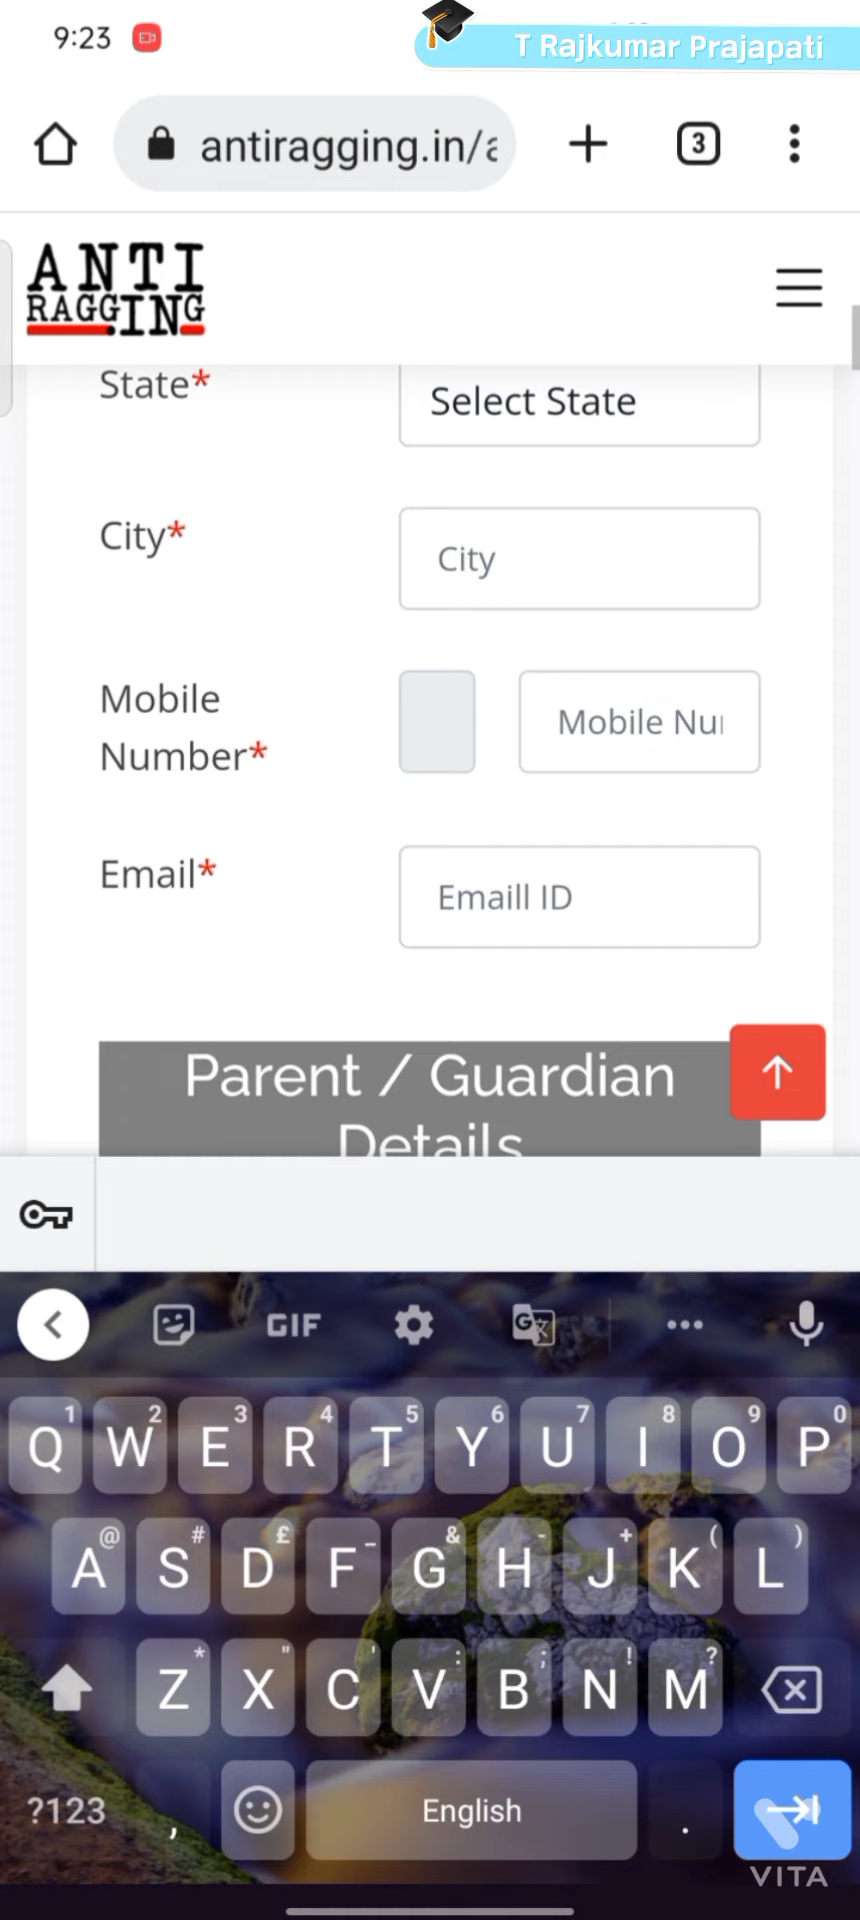 9:23
T Rajkumar Prajapati
antiragging.in/a
3
ANTI
RAGGING
State*
Select State
City*
City
Mobile
Number*
Mobile Nu
Email*
Emaill ID
Parent / Guardian
Details
GIF
G
1 2 3 4 5 6 7 8 9 0
Q W E R T Y U I O P
@ # £ _ & - + ( )
A S D F G H J K L
* " ' : ; ! ?
Z X C V B N M
?123 , English .
VITA